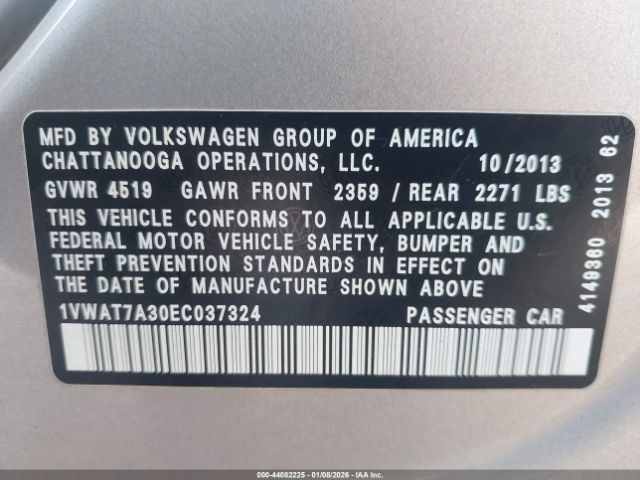 MFD BY VOLKSWAGEN GROUP OF AMERICA
CHATTANOOGA OPERATIONS, LLC. 10/2013
GVWR 4519 GAWR FRONT 2359 / REAR 2271 LBS
THIS VEHICLE CONFORMS TO ALL APPLICABLE U.S.
FEDERAL MOTOR VEHICLE SAFETY, BUMPER AND
THEFT PREVENTION STANDARDS IN EFFECT ON
THE DATE OF MANUFACTURE SHOWN ABOVE
1VWAT7A30EC037324 PASSENGER CAR
4149360 2013 62
000-44082225 - 01/08/2026 - IAAI.COM